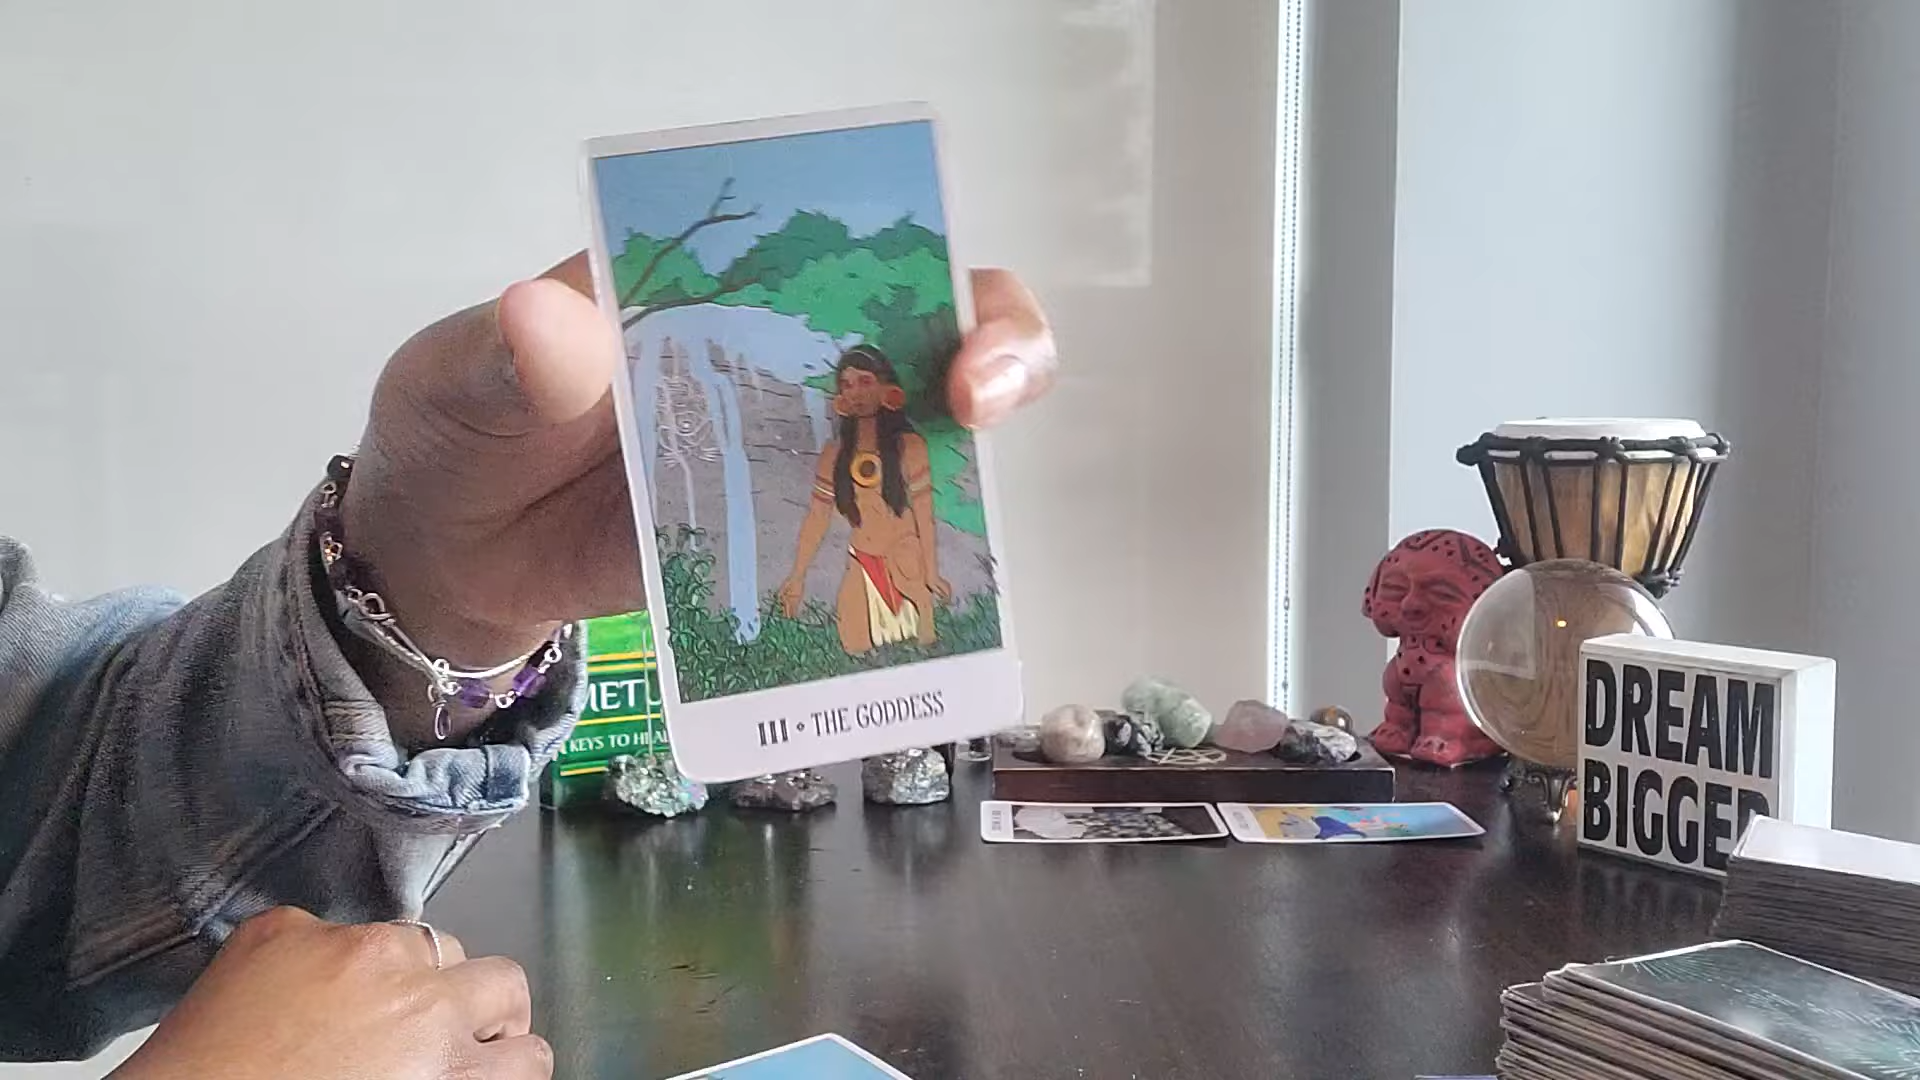 III • THE GODDESS
METU
KEYS TO HEAL
DREAM
BIGGER